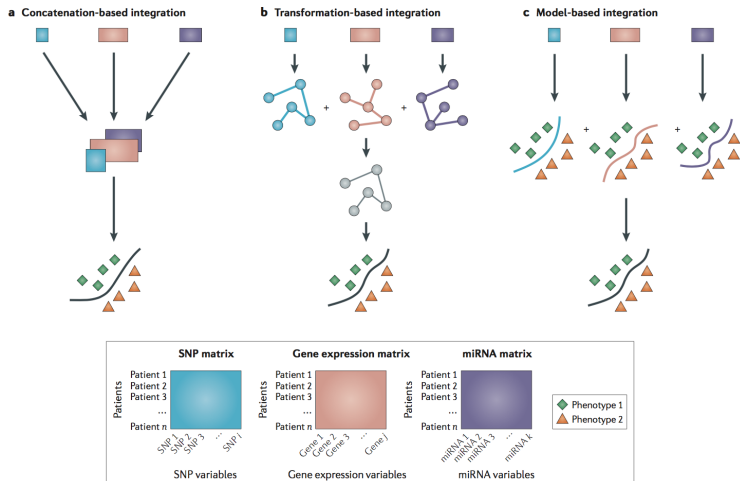 a Concatenation-based integration
b Transformation-based integration
c Model-based integration
+
+
+
+
SNP matrix
Patients
Patient 1
Patient 2
Patient 3
...
Patient n
SNP 1
SNP 2
SNP 3
...
SNP i
SNP variables
Gene expression matrix
Patients
Patient 1
Patient 2
Patient 3
...
Patient n
Gene 1
Gene 2
Gene 3
...
Gene j
Gene expression variables
miRNA matrix
Patients
Patient 1
Patient 2
Patient 3
...
Patient n
miRNA 1
miRNA 2
miRNA 3
...
miRNA k
miRNA variables
Phenotype 1
Phenotype 2